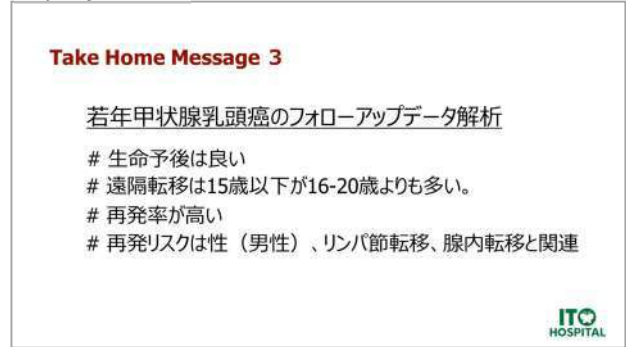 Take Home Message 3
若年甲状腺乳頭癌のフォローアップデータ解析
# 生命予後は良い
# 遠隔転移は15歳以下が16-20歳よりも多い。
# 再発率が高い
# 再発リスクは性（男性）、リンパ節転移、腺内転移と関連
ITO
HOSPITAL